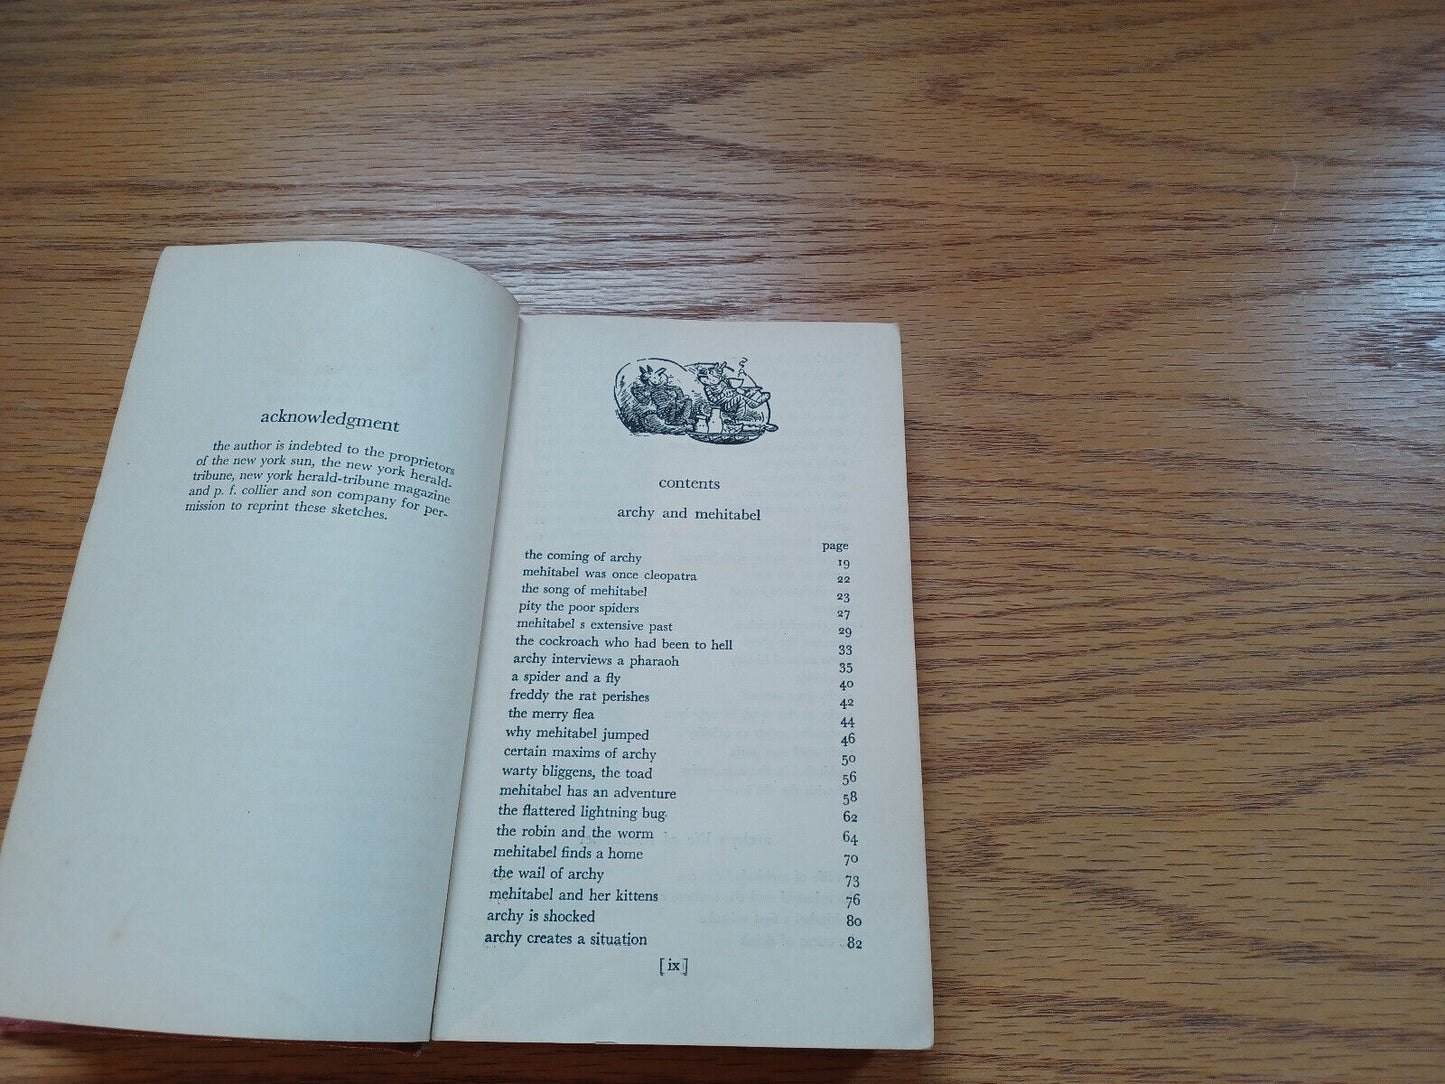 acknowledgment
the author is indebted to the proprietors
of the new york sun, the new york herald-
tribune, new york herald-tribune magazine
and p. f. collier and son company for per-
mission to reprint these sketches.
contents
archy and mehitabel
page
the coming of archy 19
mehitabel was once cleopatra 22
the song of mehitabel 23
pity the poor spiders 27
mehitabel s extensive past 29
the cockroach who had been to hell 33
archy interviews a pharaoh 35
a spider and a fly 40
freddy the rat perishes 42
the merry flea 44
why mehitabel jumped 46
certain maxims of archy 50
warty bliggens, the toad 56
mehitabel has an adventure 58
the flattered lightning bug 62
the robin and the worm 64
mehitabel finds a home 70
the wail of archy 73
mehitabel and her kittens 76
archy is shocked 80
archy creates a situation 82
[ ix ]